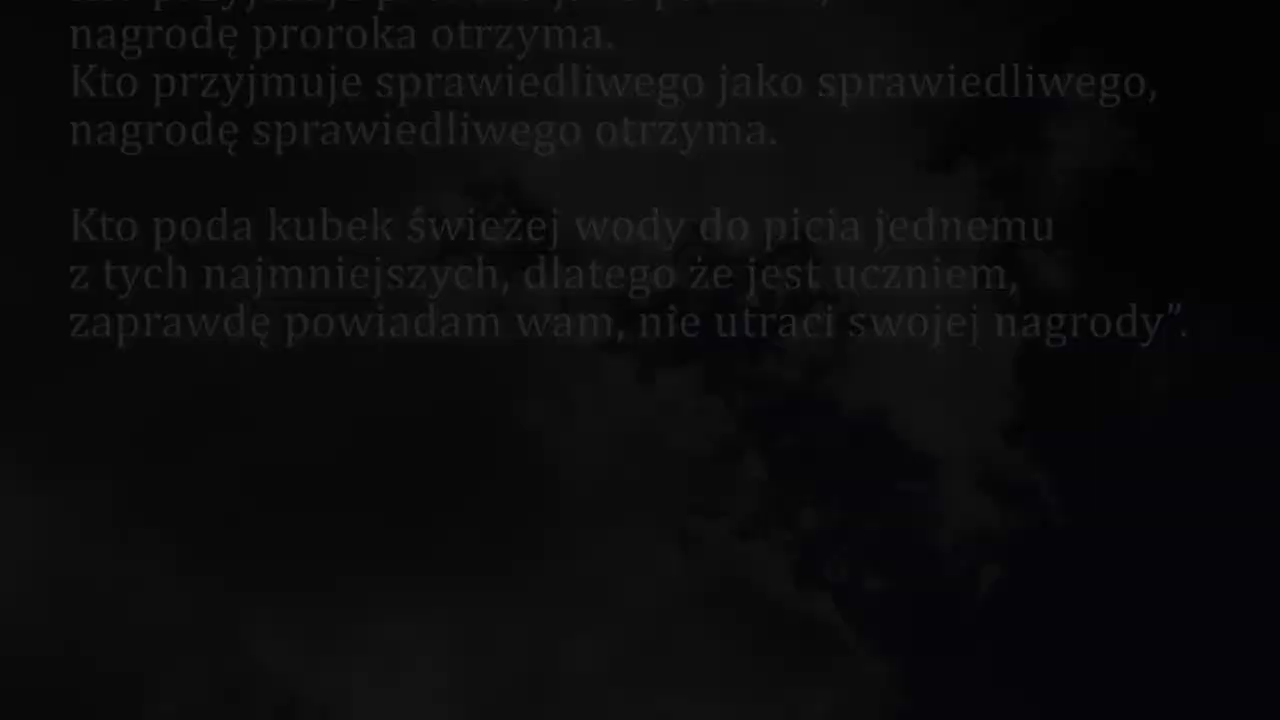 nagrodę proroka otrzyma.
Kto przyjmuje sprawiedliwego jako sprawiedliwego,
nagrodę sprawiedliwego otrzyma.
Kto poda kubek świeżej wody do picia jednemu
z tych najmniejszych, dlatego że jest uczniem,
zaprawdę powiadam wam, nie utraci swojej nagrody”.